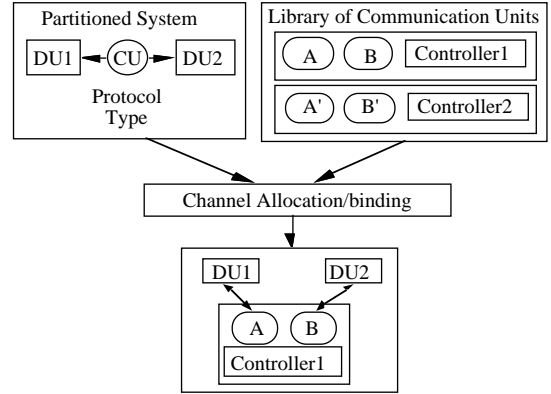 Partitioned System
DU1 CU DU2
Protocol
Type
Library of Communication Units
A B Controller1
A' B' Controller2
Channel Allocation/binding
DU1 DU2
A B
Controller1